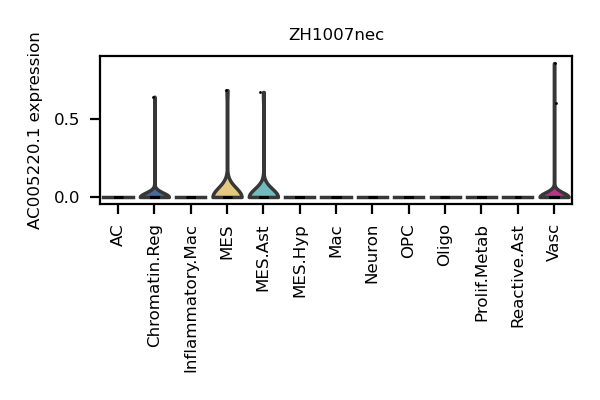 ZH1007nec
AC005220.1 expression
0.5
0.0
AC
Chromatin.Reg
Inflammatory.Mac
MES
MES.Ast
MES.Hyp
Mac
Neuron
OPC
Oligo
Prolif.Metab
Reactive.Ast
Vasc